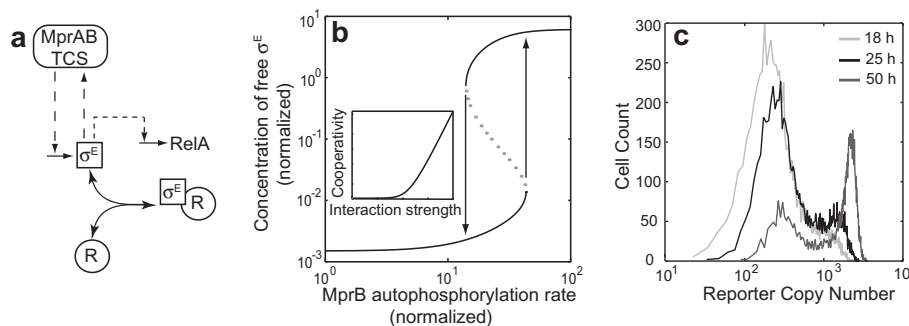 a
MprAB
TCS
σE
RelA
σE
R
R
b
Concentration of free σE
(normalized)
10^1
10^0
10^-1
10^-2
10^-3
Cooperativity
Interaction strength
10^0
10^1
10^2
MprB autophosphorylation rate
(normalized)
c
18 h
25 h
50 h
Cell Count
300
250
200
150
100
50
0
10^1
10^2
10^3
10
Reporter Copy Number